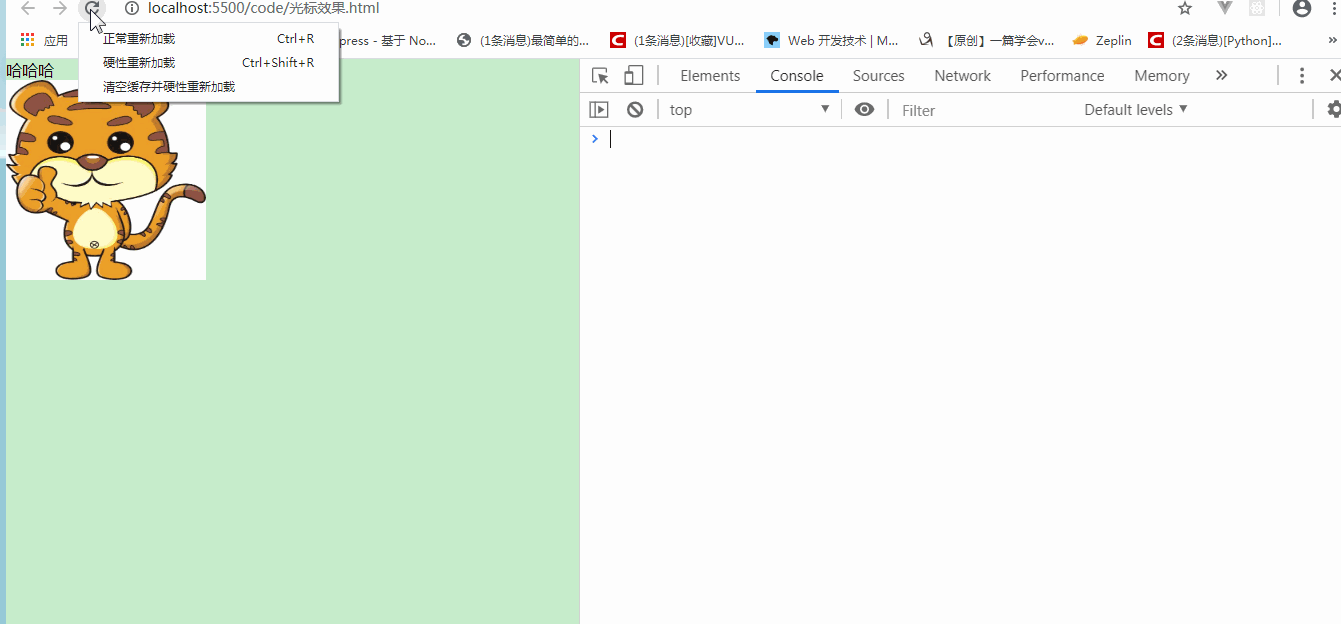 localhost:5500/code/光标效果.html
应用
press - 基于 No...
(1条消息)最简单的...
(1条消息)[收藏]VU...
Web 开发技术 | M...
【原创】一篇学会v...
Zeplin
(2条消息)[Python]...
»
正常重新加载 Ctrl+R
硬性重新加载 Ctrl+Shift+R
清空缓存并硬性重新加载
哈哈哈
Elements Console Sources Network Performance Memory »
top Filter Default levels